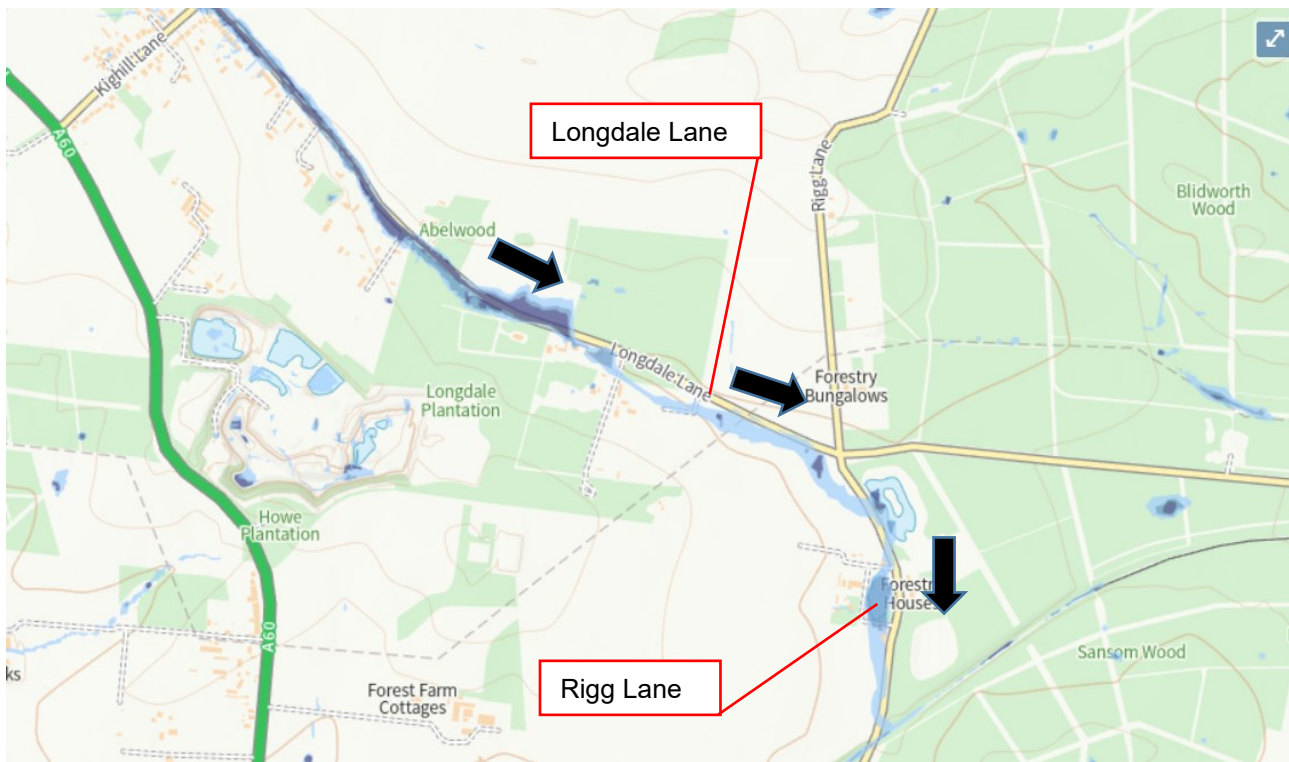 Kighill Lane
A60
Longdale Lane
Rigg Lane
Blidworth
Wood
Abelwood
Longdale Lane
Forestry
Bungalows
Longdale
Plantation
Howe
Plantation
Forestry
Houses
A60
Sansom Wood
ks
Forest Farm
Cottages
Rigg Lane